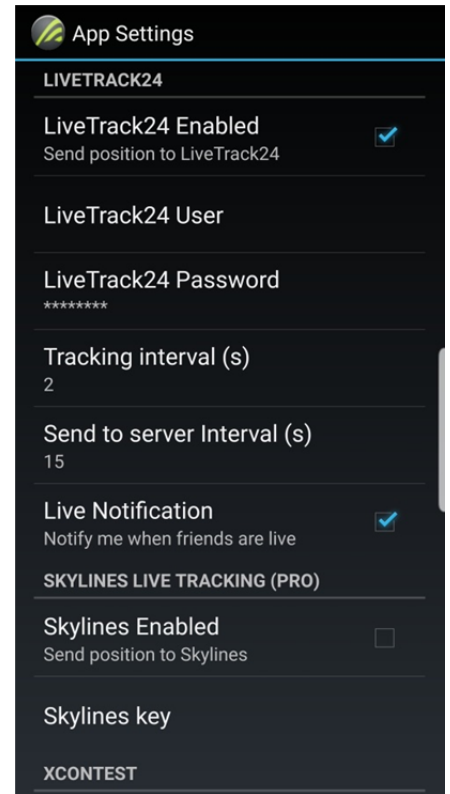 App Settings
LIVETRACK24
LiveTrack24 Enabled
Send position to LiveTrack24
LiveTrack24 User
LiveTrack24 Password
********
Tracking interval (s)
2
Send to server Interval (s)
15
Live Notification
Notify me when friends are live
SKYLINES LIVE TRACKING (PRO)
Skylines Enabled
Send position to Skylines
Skylines key
XCONTEST